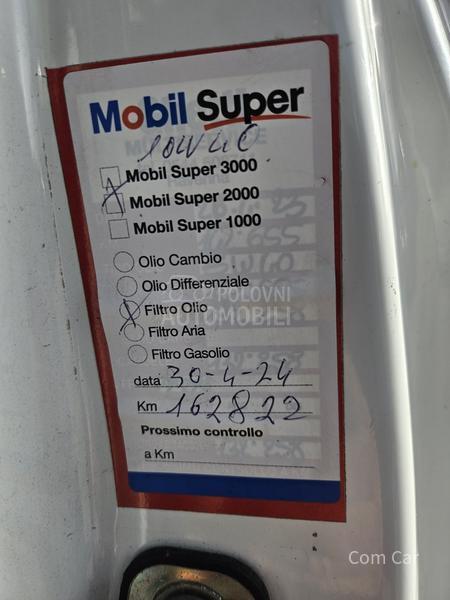 Mobil Super
10W40
Mobil Super 3000
Mobil Super 2000
Mobil Super 1000
Olio Cambio
Olio Differenziale
Filtro Olio
POLOVNI
AUTOMOBILI
Filtro Aria
Filtro Gasolio
data 30-4-24
Km 162822
Prossimo controllo
a Km
Com Car